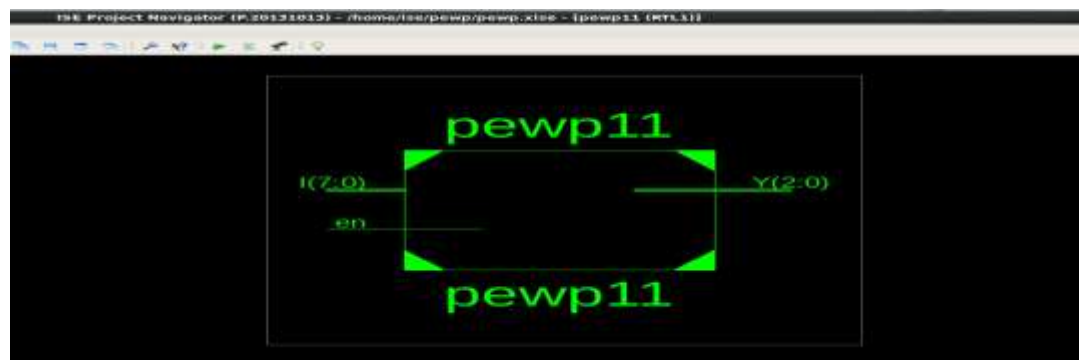 ISE Project Navigator (P.20131013) - /home/ise/pewp/pewp.xise - [pewp11 (RTL1)]
pewp11
I(7:0)
Y(2:0)
en
pewp11